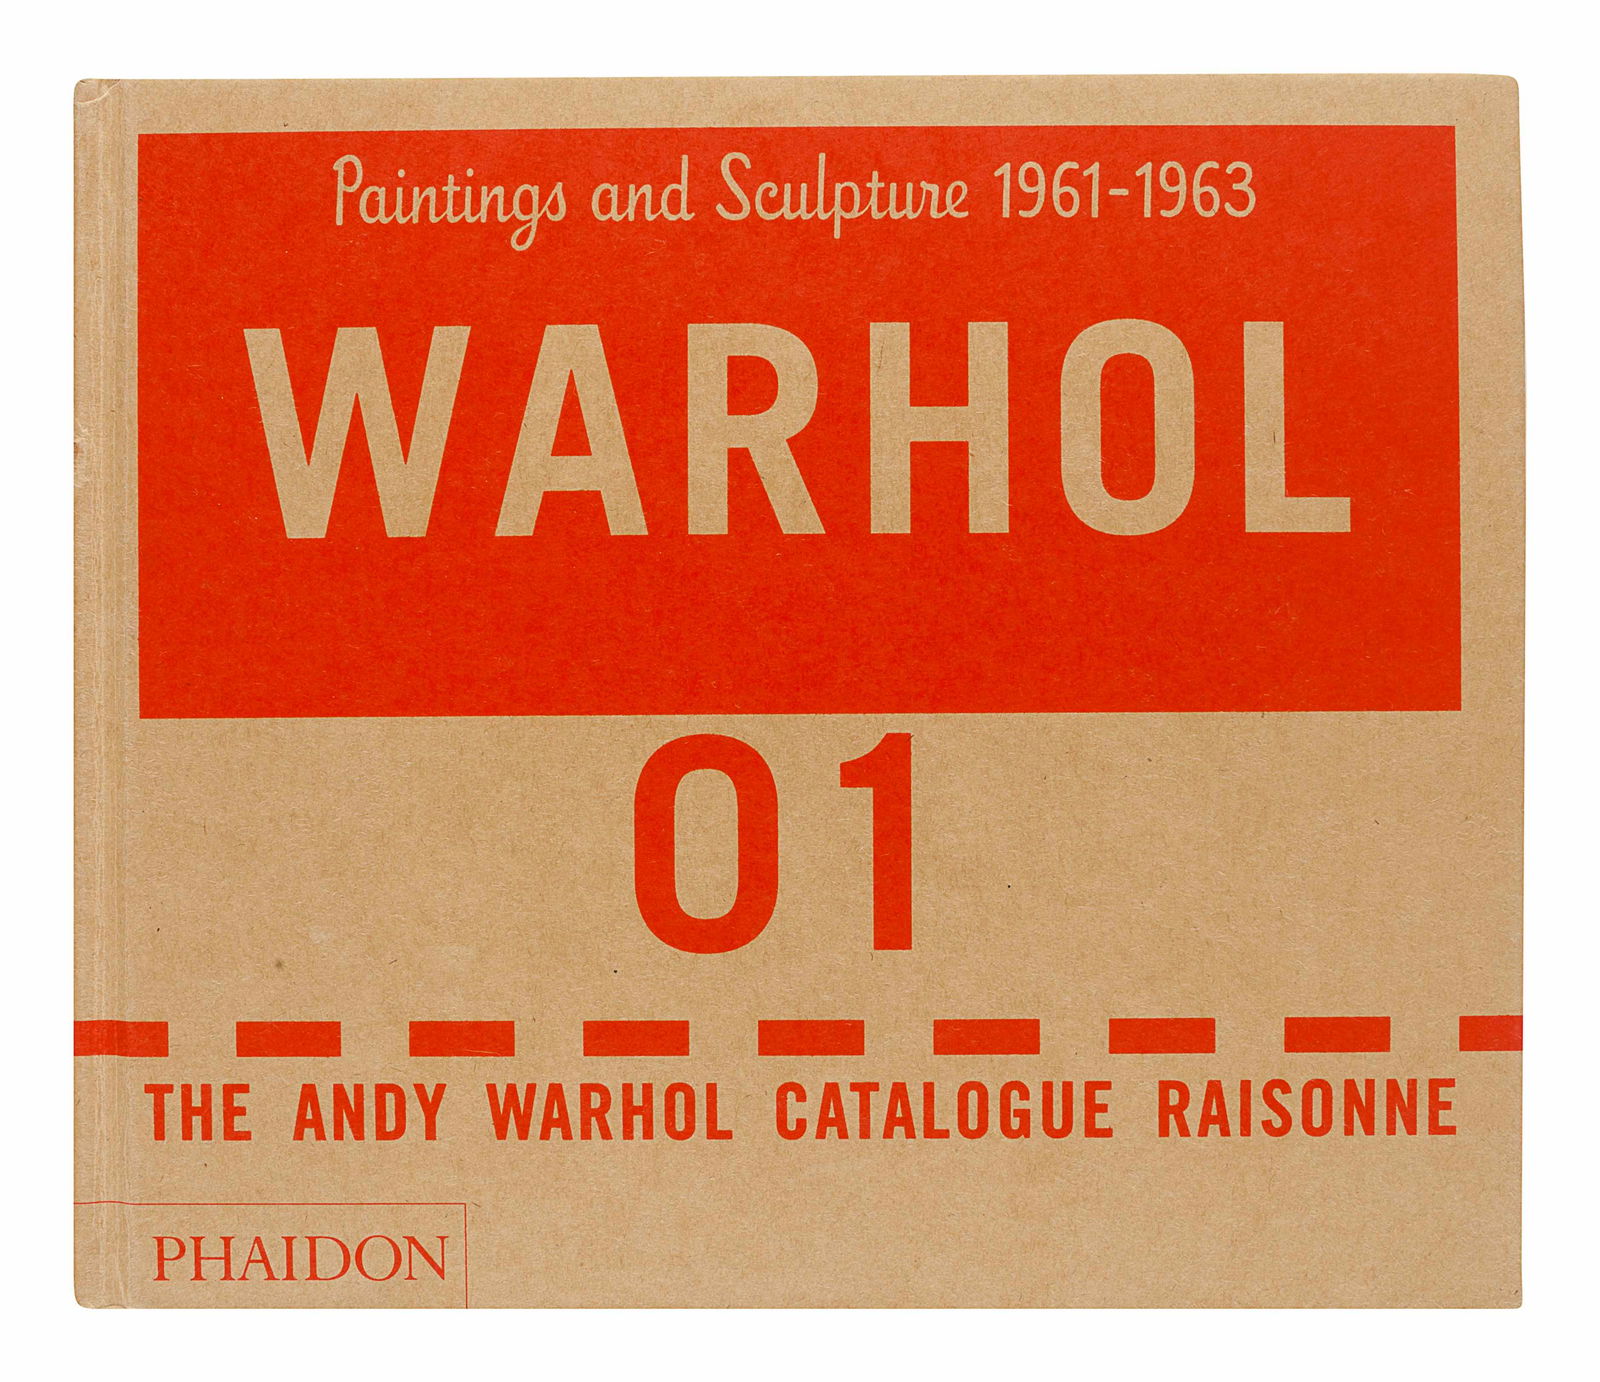 Paintings and Sculpture 1961-1963
WARHOL
01
THE ANDY WARHOL CATALOGUE RAISONNE
PHAIDON